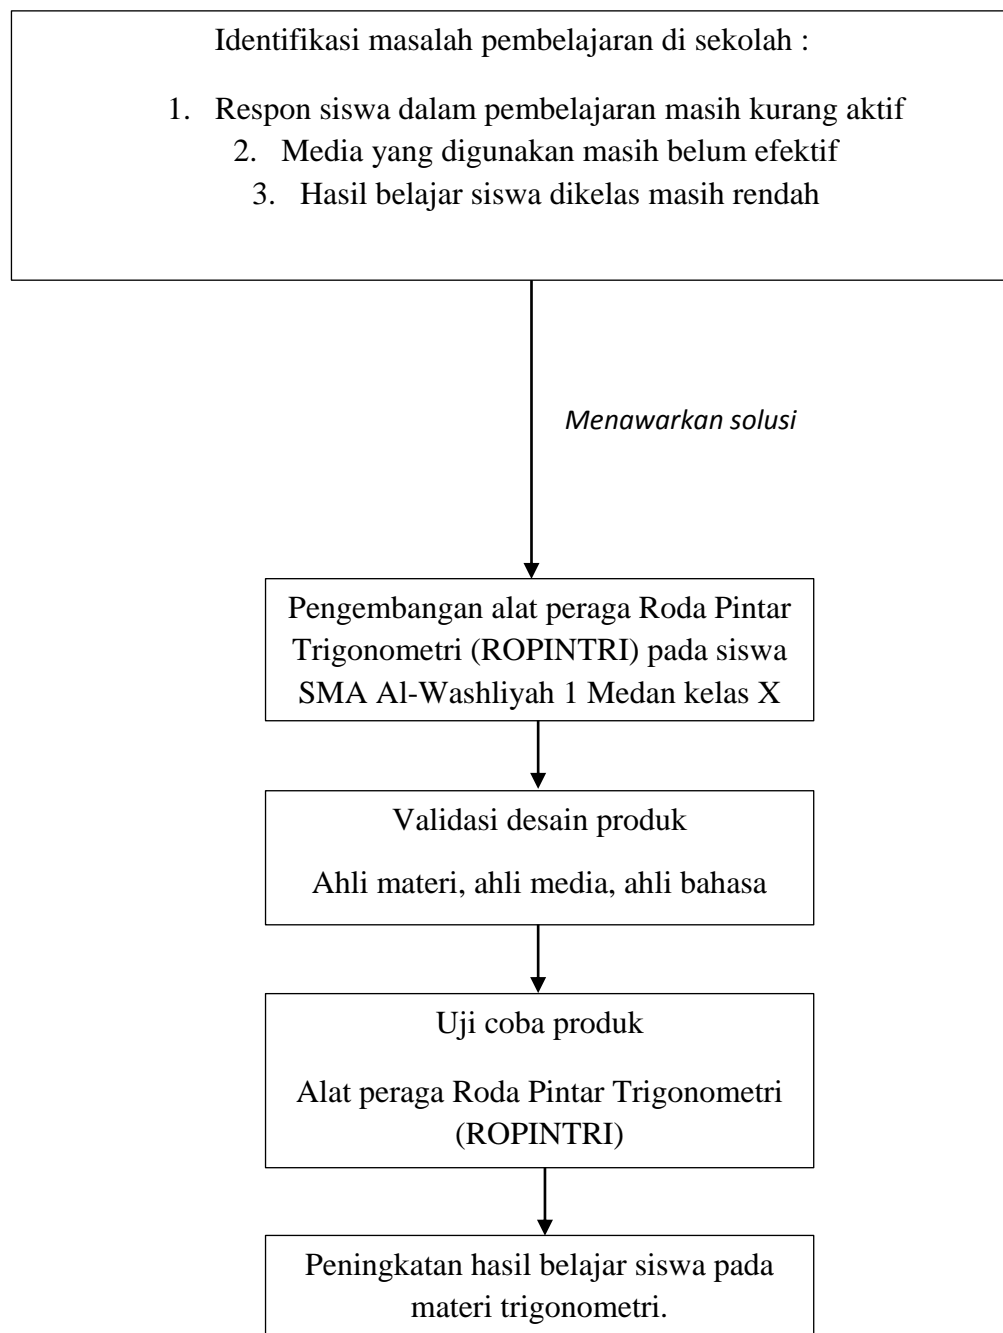 Identifikasi masalah pembelajaran di sekolah :
1. Respon siswa dalam pembelajaran masih kurang aktif
2. Media yang digunakan masih belum efektif
3. Hasil belajar siswa dikelas masih rendah
Menawarkan solusi
Pengembangan alat peraga Roda Pintar
Trigonometri (ROPINTRI) pada siswa
SMA Al-Washliyah 1 Medan kelas X
Validasi desain produk
Ahli materi, ahli media, ahli bahasa
Uji coba produk
Alat peraga Roda Pintar Trigonometri
(ROPINTRI)
Peningkatan hasil belajar siswa pada
materi trigonometri.